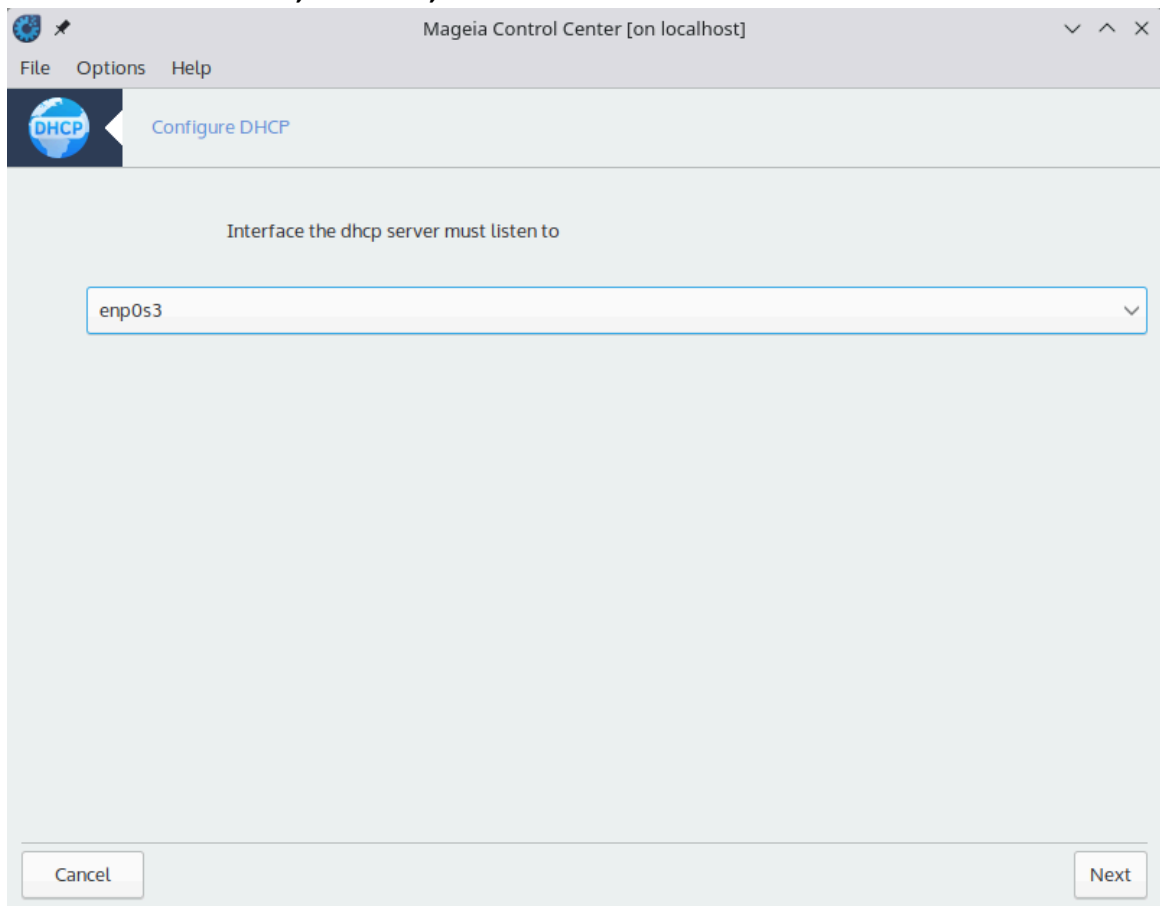 Mageia Control Center [on localhost]
File Options Help
DHCP
Configure DHCP
Interface the dhcp server must listen to
enp0s3
Cancel
Next